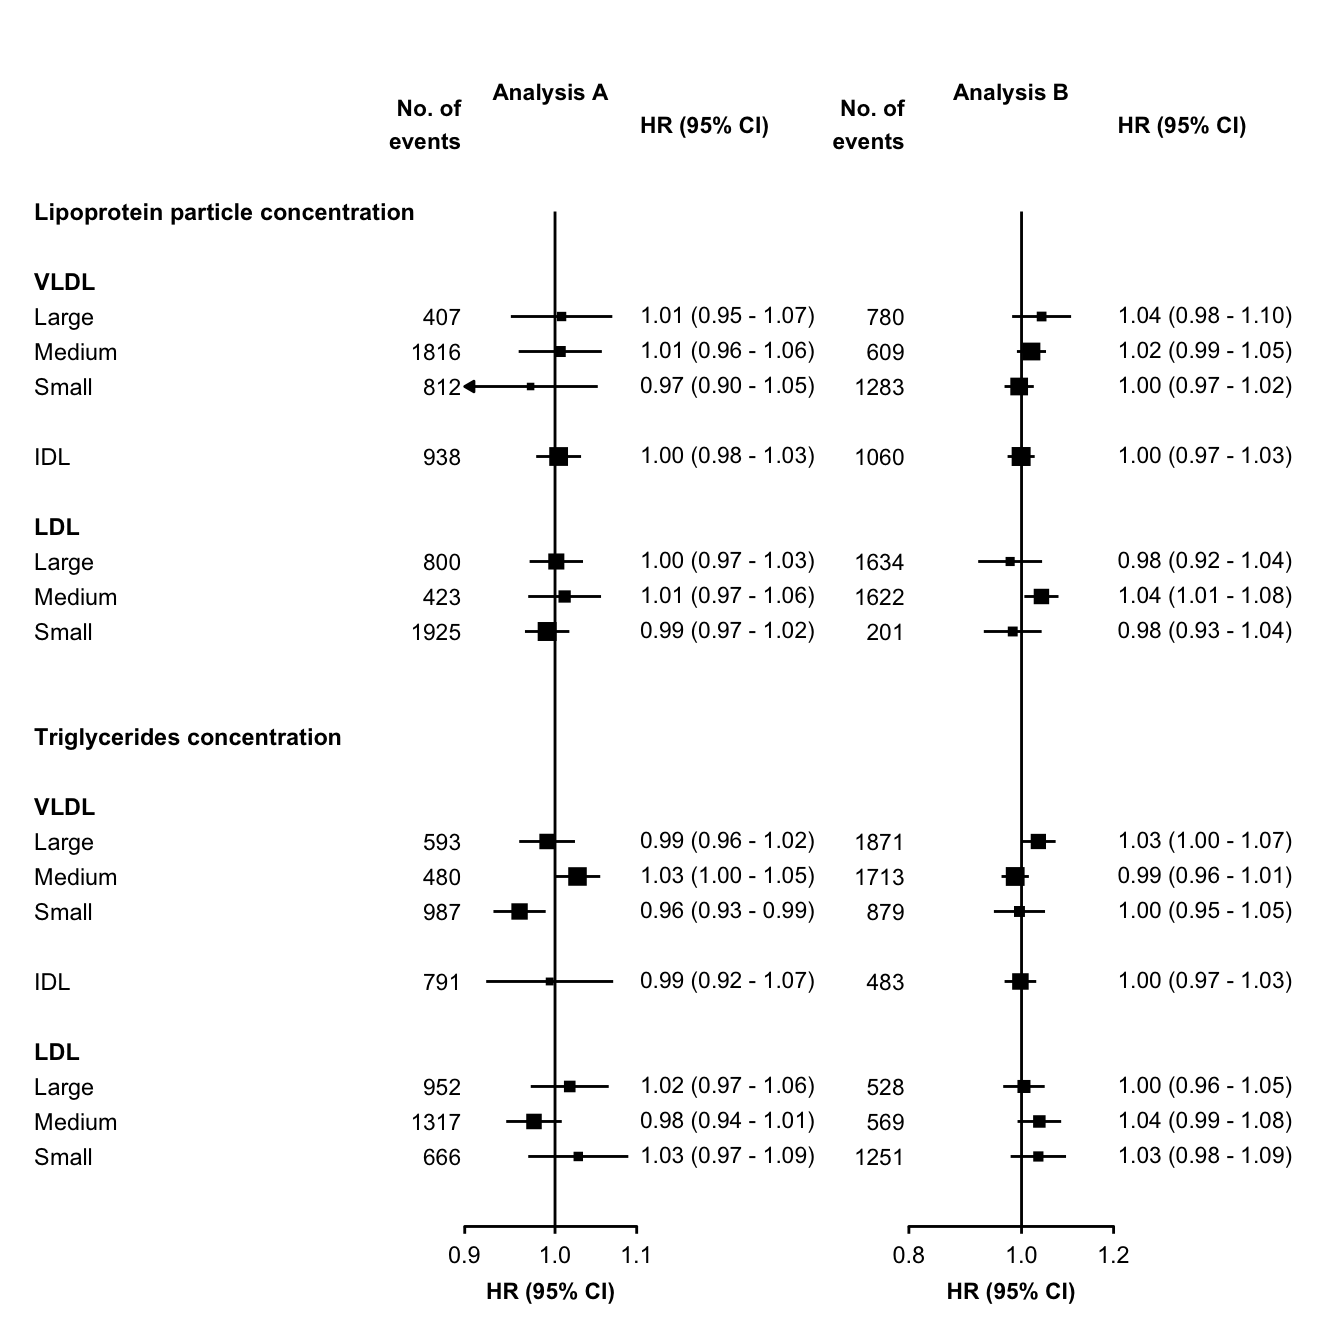 Analysis A Analysis B
No. of events HR (95% CI) No. of events HR (95% CI)
Lipoprotein particle concentration
VLDL
Large 407 1.01 (0.95 - 1.07) 780 1.04 (0.98 - 1.10)
Medium 1816 1.01 (0.96 - 1.06) 609 1.02 (0.99 - 1.05)
Small 812 0.97 (0.90 - 1.05) 1283 1.00 (0.97 - 1.02)
IDL 938 1.00 (0.98 - 1.03) 1060 1.00 (0.97 - 1.03)
LDL
Large 800 1.00 (0.97 - 1.03) 1634 0.98 (0.92 - 1.04)
Medium 423 1.01 (0.97 - 1.06) 1622 1.04 (1.01 - 1.08)
Small 1925 0.99 (0.97 - 1.02) 201 0.98 (0.93 - 1.04)
Triglycerides concentration
VLDL
Large 593 0.99 (0.96 - 1.02) 1871 1.03 (1.00 - 1.07)
Medium 480 1.03 (1.00 - 1.05) 1713 0.99 (0.96 - 1.01)
Small 987 0.96 (0.93 - 0.99) 879 1.00 (0.95 - 1.05)
IDL 791 0.99 (0.92 - 1.07) 483 1.00 (0.97 - 1.03)
LDL
Large 952 1.02 (0.97 - 1.06) 528 1.00 (0.96 - 1.05)
Medium 1317 0.98 (0.94 - 1.01) 569 1.04 (0.99 - 1.08)
Small 666 1.03 (0.97 - 1.09) 1251 1.03 (0.98 - 1.09)
0.9 1.0 1.1 0.8 1.0 1.2
HR (95% CI) HR (95% CI)